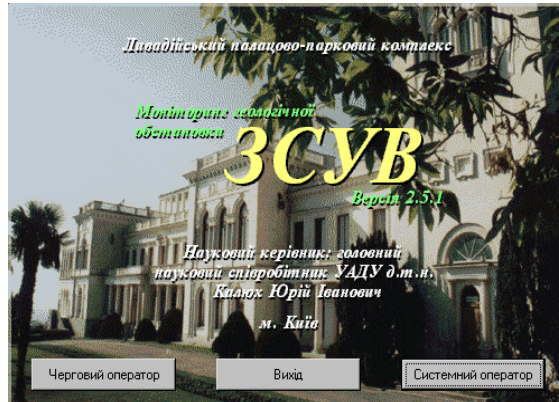 Ливадійський палацово-парковий комплекс
Моніторинг геологічної
обстановки
ЗСУВ
Версія 2.5.1
Науковий керівник: головний
науковий співробітник УАДУ д.т.н.
Калюх Юрій Іванович
м. Київ
Черговий оператор
Вихід
Системний оператор